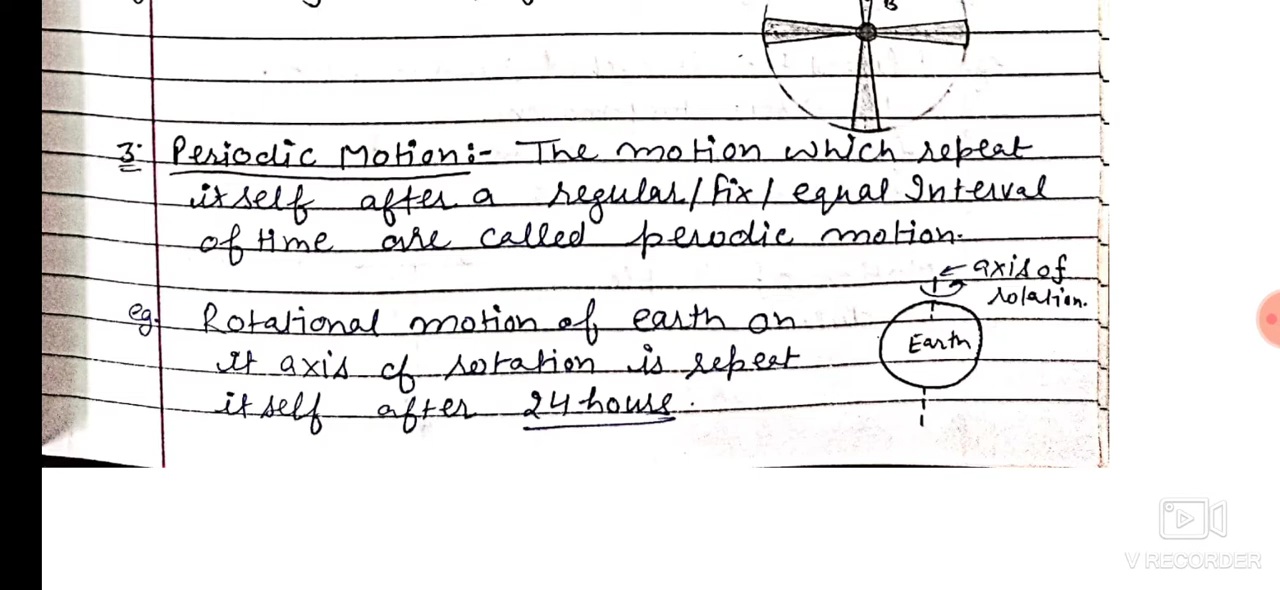 B
3:- Periodic Motion:- The motion which repeat
itself after a regular/fix/equal Interval
of time are called perodic motion.
← axis of
rotation.
eg. Rotational motion of earth on
it axis of rotation is repeat
itself after 24 hours.
Earth
V RECORDER